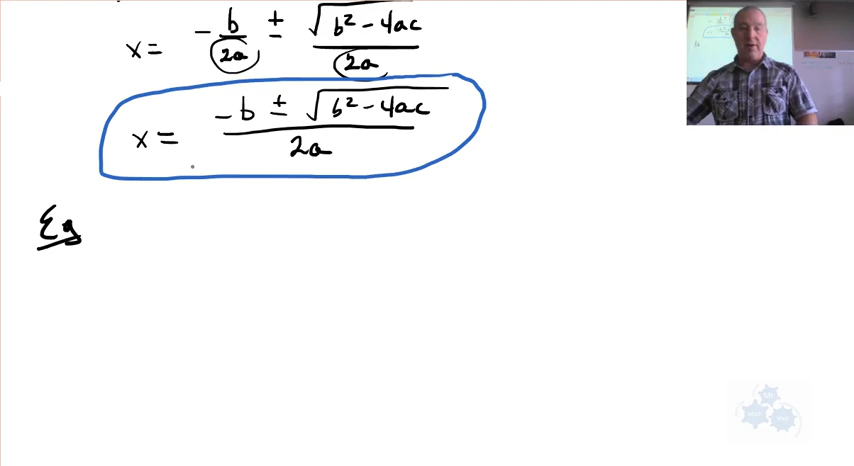 x = -b/2a ± √(b² - 4ac)/2a
x = (-b ± √(b² - 4ac))/2a
Eg